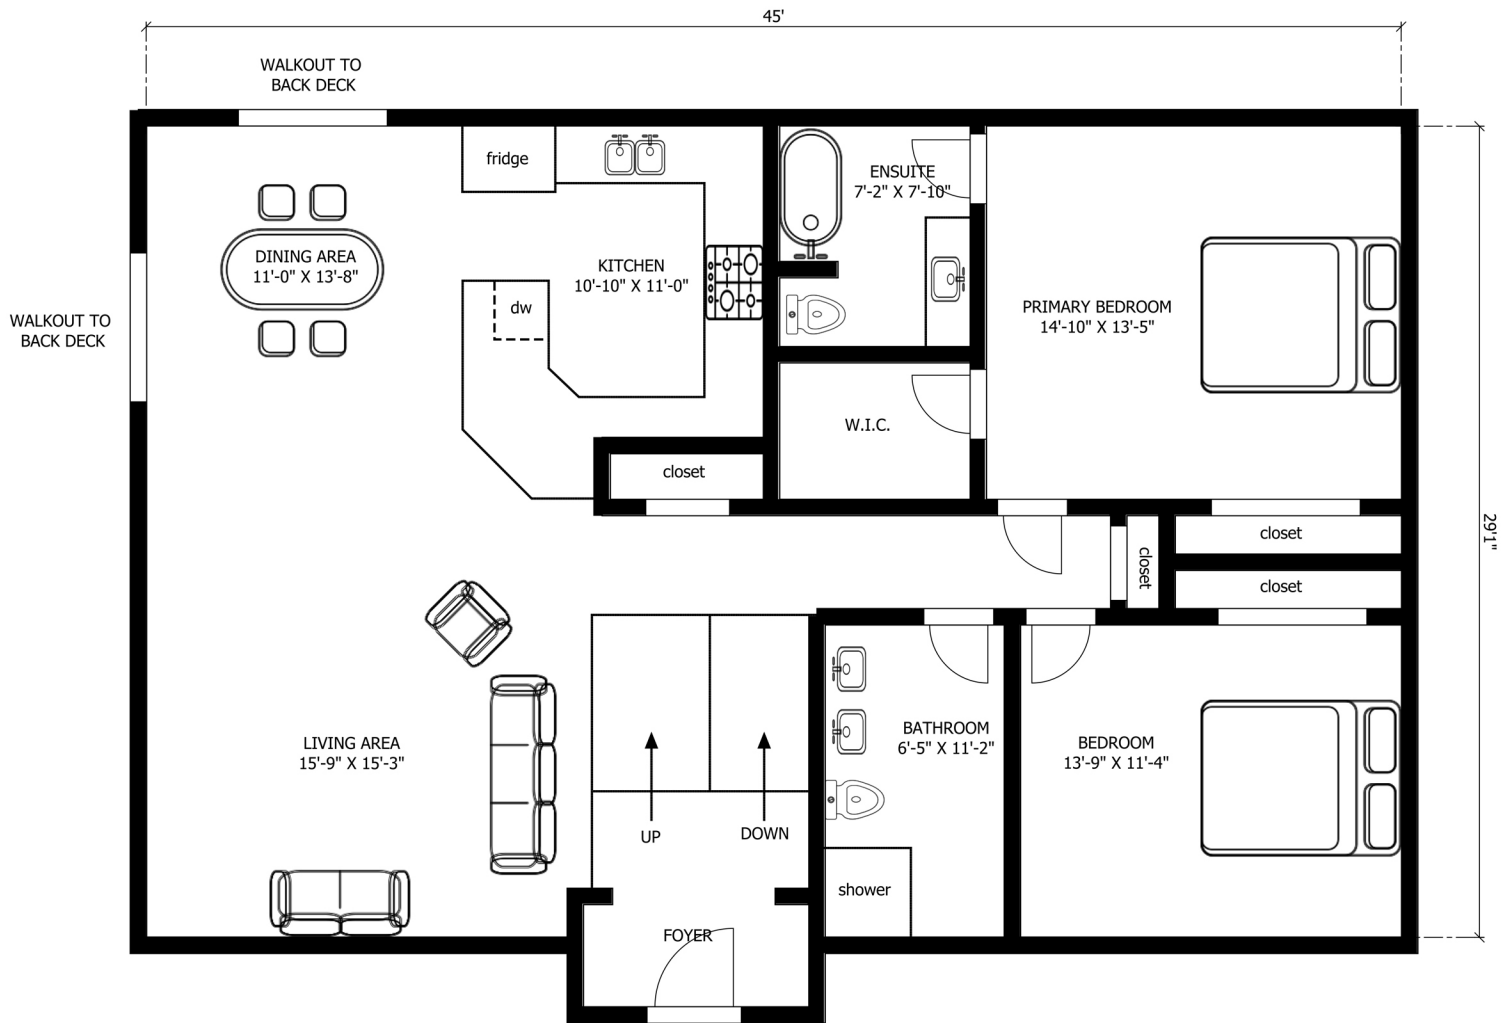 45'
WALKOUT TO
BACK DECK
fridge
ENSUITE
7'-2" X 7'-10"
DINING AREA
11'-0" X 13'-8"
KITCHEN
10'-10" X 11'-0"
dw
PRIMARY BEDROOM
14'-10" X 13'-5"
WALKOUT TO
BACK DECK
W.I.C.
closet
closet
closet
closet
29'1"
LIVING AREA
15'-9" X 15'-3"
BATHROOM
6'-5" X 11'-2"
BEDROOM
13'-9" X 11'-4"
UP
DOWN
shower
FOYER